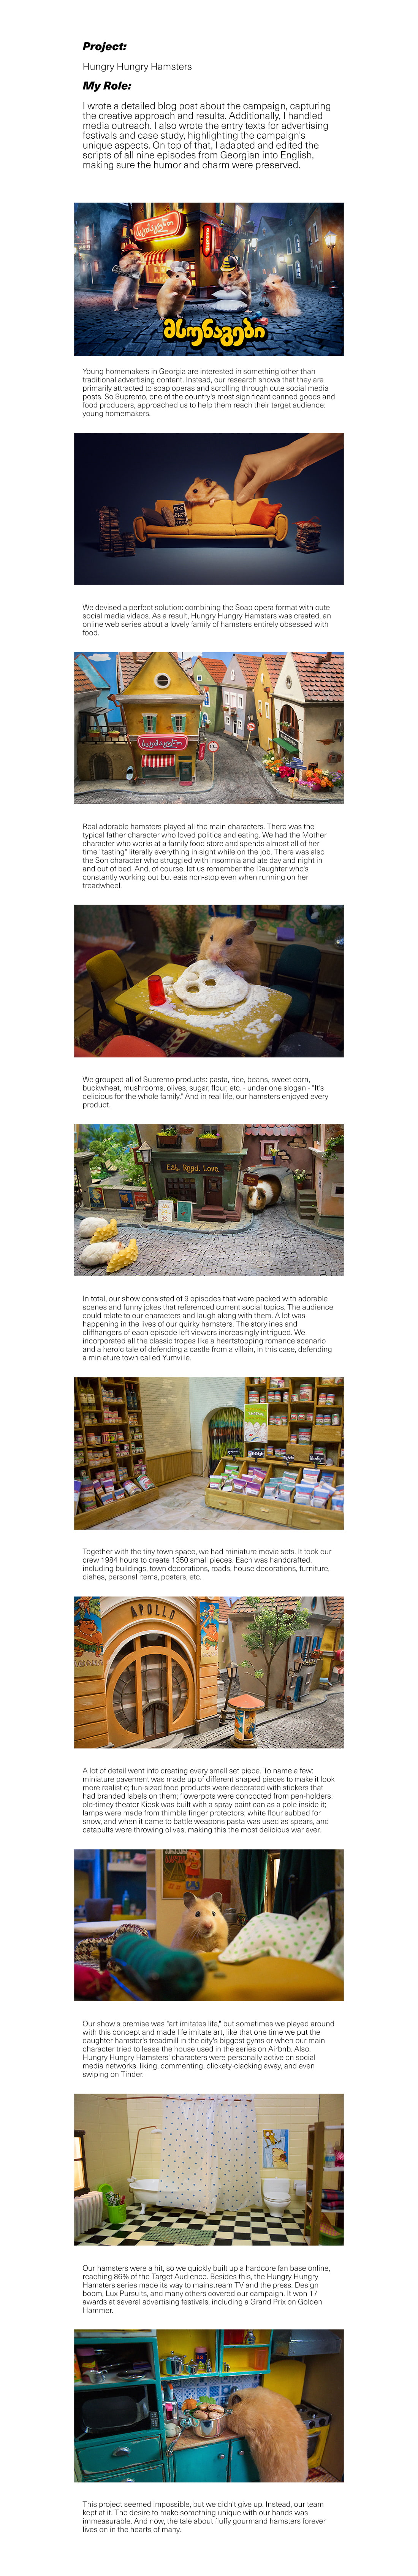 Project:
Hungry Hungry Hamsters
My Role:
I wrote a detailed blog post about the campaign, capturing
the creative approach and results. Additionally, I handled
media outreach. I also wrote the entry texts for advertising
festivals and case study, highlighting the campaign's
unique aspects. On top of that, I adapted and edited the
scripts of all nine episodes from Georgian into English,
making sure the humor and charm were preserved.
მსუნაგები
Young homemakers in Georgia are interested in something other than
traditional advertising content. Instead, our research shows that they are
primarily attracted to soap operas and scrolling through cute social media
posts. So Supremo, one of the country's most significant canned goods and
food producers, approached us to help them reach their target audience:
young homemakers.
We devised a perfect solution: combining the Soap opera format with cute
social media videos. As a result, Hungry Hungry Hamsters was created, an
online web series about a lovely family of hamsters entirely obsessed with
food.
Real adorable hamsters played all the main characters. There was the
typical father character who loved politics and eating. We had the Mother
character who works at a family food store and spends almost all of her
time "tasting" literally everything in sight while on the job. There was also
the Son character who struggled with insomnia and ate day and night in
and out of bed. And, of course, let us remember the Daughter who's
constantly working out but eats non-stop even when running on her
treadwheel.
We grouped all of Supremo products: pasta, rice, beans, sweet corn,
buckwheat, mushrooms, olives, sugar, flour, etc. - under one slogan - "It's
delicious for the whole family." And in real life, our hamsters enjoyed every
product.
Eat. Read. Love.
In total, our show consisted of 9 episodes that were packed with adorable
scenes and funny jokes that referenced current social topics. The audience
could relate to our characters and laugh along with them. A lot was
happening in the lives of our quirky hamsters. The storylines and
cliffhangers of each episode left viewers increasingly intrigued. We
incorporated all the classic tropes like a heartstopping romance scenario
and a heroic tale of defending a castle from a villain, in this case, defending
a miniature town called Yumville.
Together with the tiny town space, we had miniature movie sets. It took our
crew 1984 hours to create 1350 small pieces. Each was handcrafted,
including buildings, town decorations, roads, house decorations, furniture,
dishes, personal items, posters, etc.
APOLLO
A lot of detail went into creating every small set piece. To name a few:
miniature pavement was made up of different shaped pieces to make it look
more realistic; fun-sized food products were decorated with stickers that
had branded labels on them; flowerpots were concocted from pen-holders;
old-timey theater Kiosk was built with a spray paint can as a pole inside it;
lamps were made from thimble finger protectors; white flour subbed for
snow, and when it came to battle weapons pasta was used as spears, and
catapults were throwing olives, making this the most delicious war ever.
Our show's premise was "art imitates life," but sometimes we played around
with this concept and made life imitate art, like that one time we put the
daughter hamster's treadmill in the city's biggest gyms or when our main
character tried to lease the house used in the series on Airbnb. Also,
Hungry Hungry Hamsters' characters were personally active on social
media networks, liking, commenting, clickety-clacking away, and even
swiping on Tinder.
Our hamsters were a hit, so we quickly built up a hardcore fan base online,
reaching 86% of the Target Audience. Besides this, the Hungry Hungry
Hamsters series made its way to mainstream TV and the press. Design
boom, Lux Pursuits, and many others covered our campaign. It won 17
awards at several advertising festivals, including a Grand Prix on Golden
Hammer.
This project seemed impossible, but we didn't give up. Instead, our team
kept at it. The desire to make something unique with our hands was
immeasurable. And now, the tale about fluffy gourmand hamsters forever
lives on in the hearts of many.